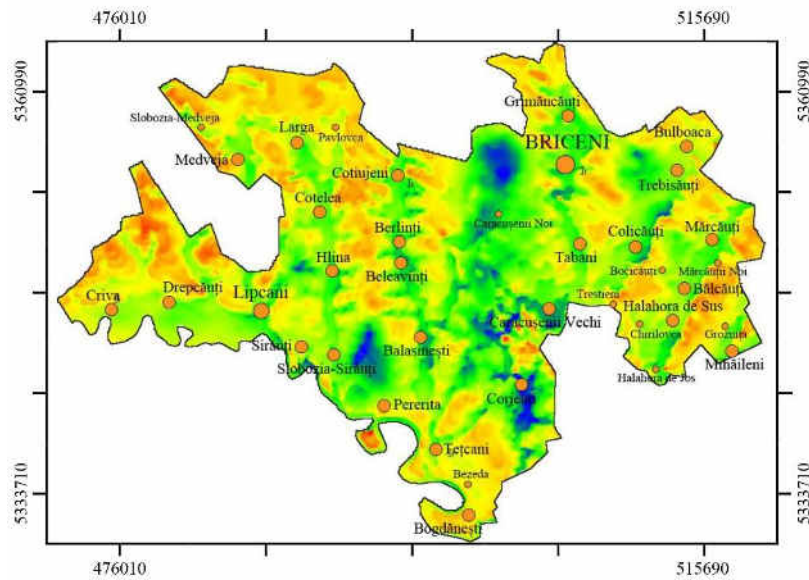 476010
515690
5360990
5360990
Grimăncăuți
Slobozia-Medveja
Larga
Pavlovca
Bulboaca
BRICENI
Medveja
Cotiujeni
Trebisăuți
Cotelea
Caracușenii Noi
Berlinți
Colicăuți
Mărcăuți
Tabani
Hlina
Beleavinți
Bocicăuți
Mărcăuții Noi
Drepcăuți
Bălcăuți
Criva
Lipcani
Trestieni
Halahora de Sus
Caracușenii Vechi
Chirilovca
Groznița
Balasinești
Sirăuți
Slobozia-Sirăuți
Mihăileni
Halahora de Jos
Corjeuți
Pererita
Tețcani
Bezeda
5333710
5333710
Bogdănești
476010
515690